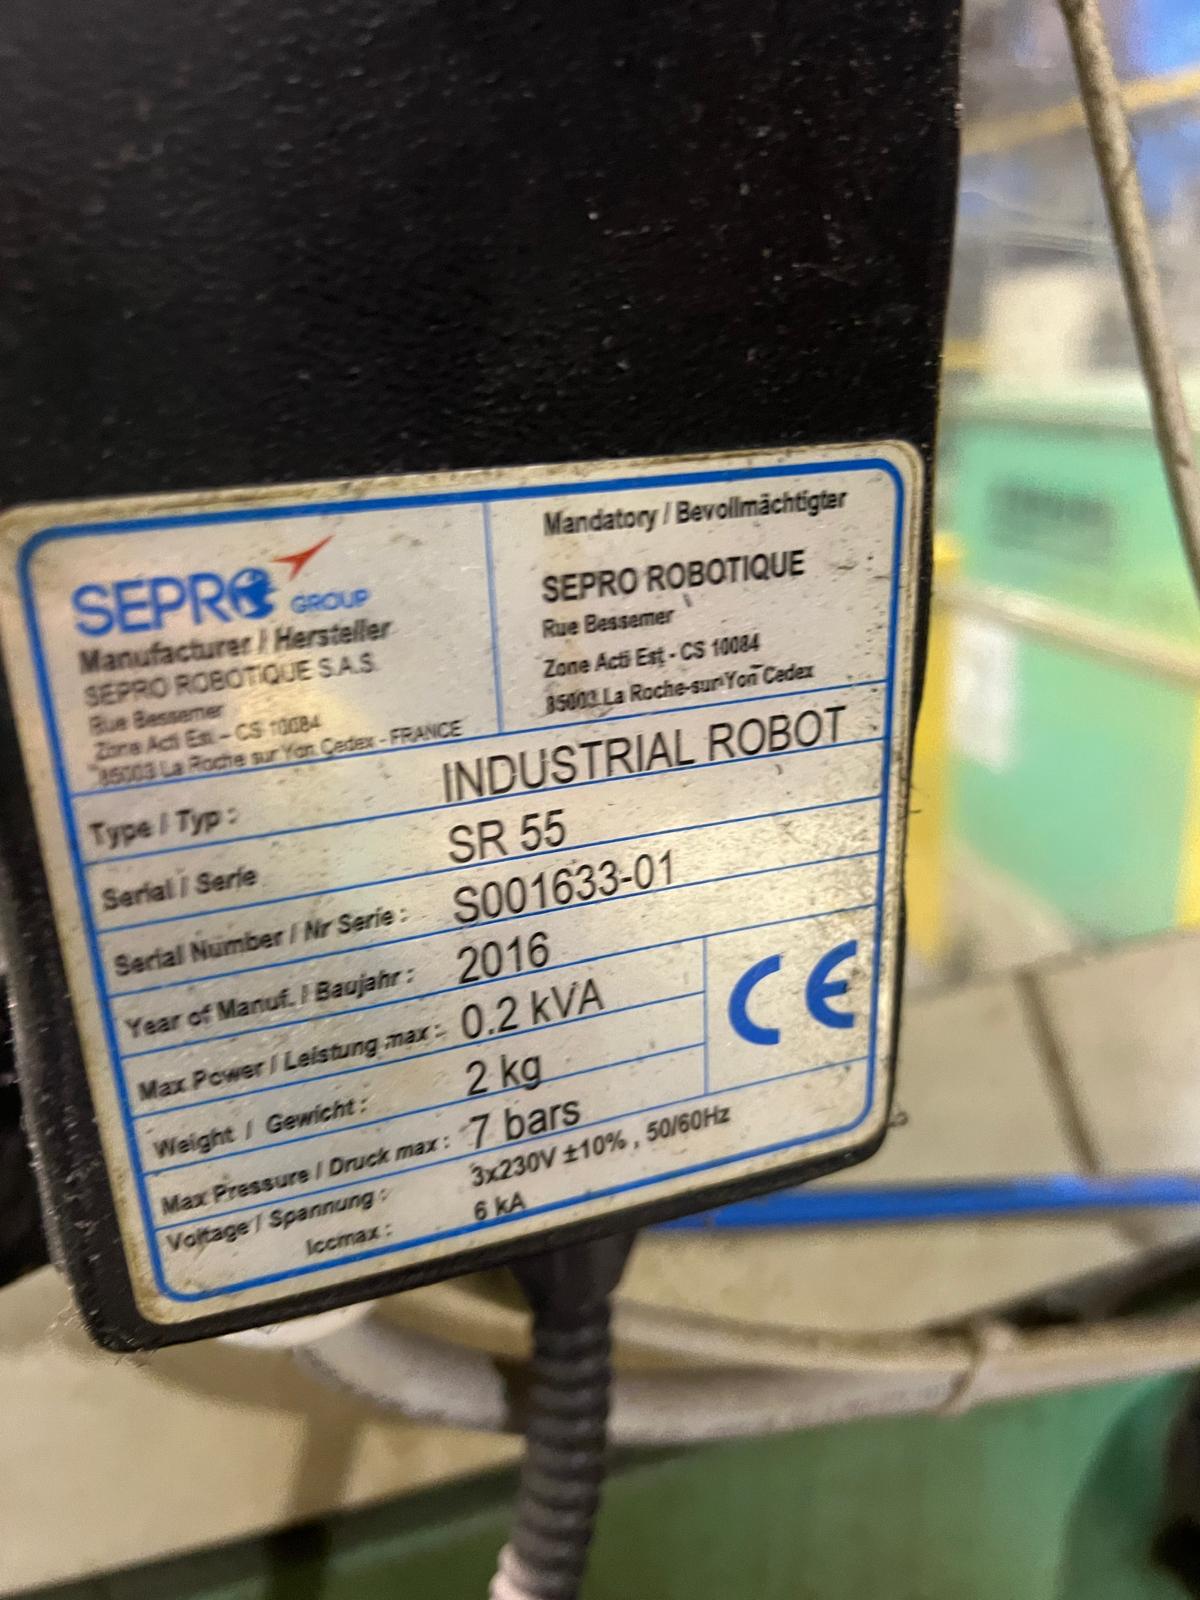 SEPRO GROUP
Manufacturer / Hersteller
SEPRO ROBOTIQUE S.A.S.
Rue Bessemer
Zone Acti Est - CS 10084
85003 La Roche sur Yon Cedex - FRANCE
Mandatory / Bevollmächtigter
SEPRO ROBOTIQUE
Rue Bessemer
Zone Acti Est - CS 10084
85003 La Roche-sur-Yon Cedex
Type / Typ : INDUSTRIAL ROBOT
Serial / Serie SR 55
Serial Number / Nr Serie : S001633-01
Year of Manuf. / Baujahr : 2016
Max Power / Leistung max : 0.2 kVA
Weight / Gewicht : 2 kg
Max Pressure / Druck max : 7 bars
Voltage / Spannung : 3x230V ±10% , 50/60Hz
Iccmax : 6 kA
CE